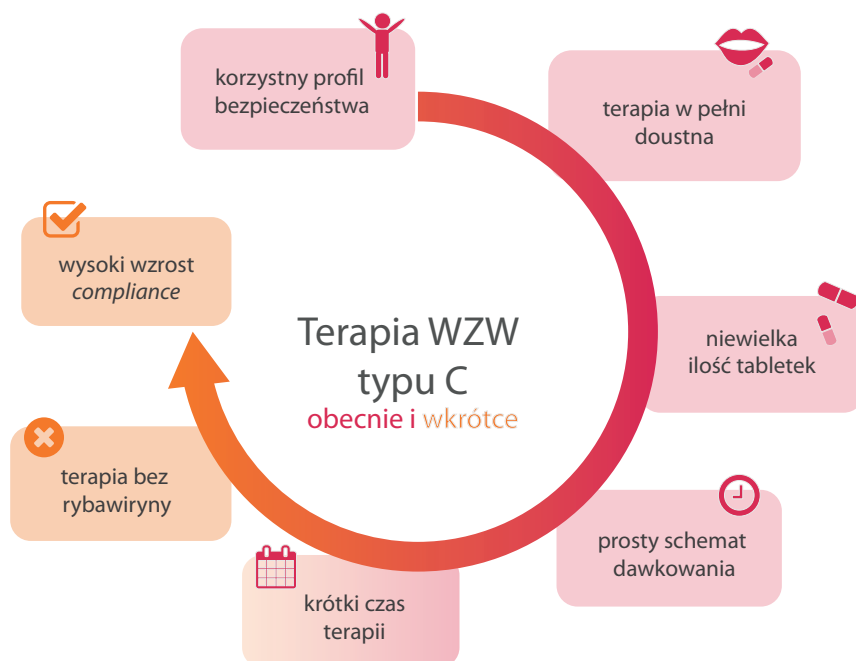 korzystny profil
bezpieczeństwa
terapia w pełni
doustna
niewielka
ilość tabletek
prosty schemat
dawkowania
krótki czas
terapii
terapia bez
rybawiryny
wysoki wzrost
compliance
Terapia WZW
typu C
obecnie i wkrótce